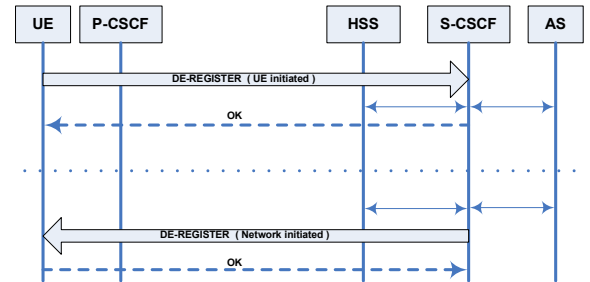 UE P-CSCF HSS S-CSCF AS
DE-REGISTER ( UE initiated )
OK
DE-REGISTER ( Network initiated )
OK